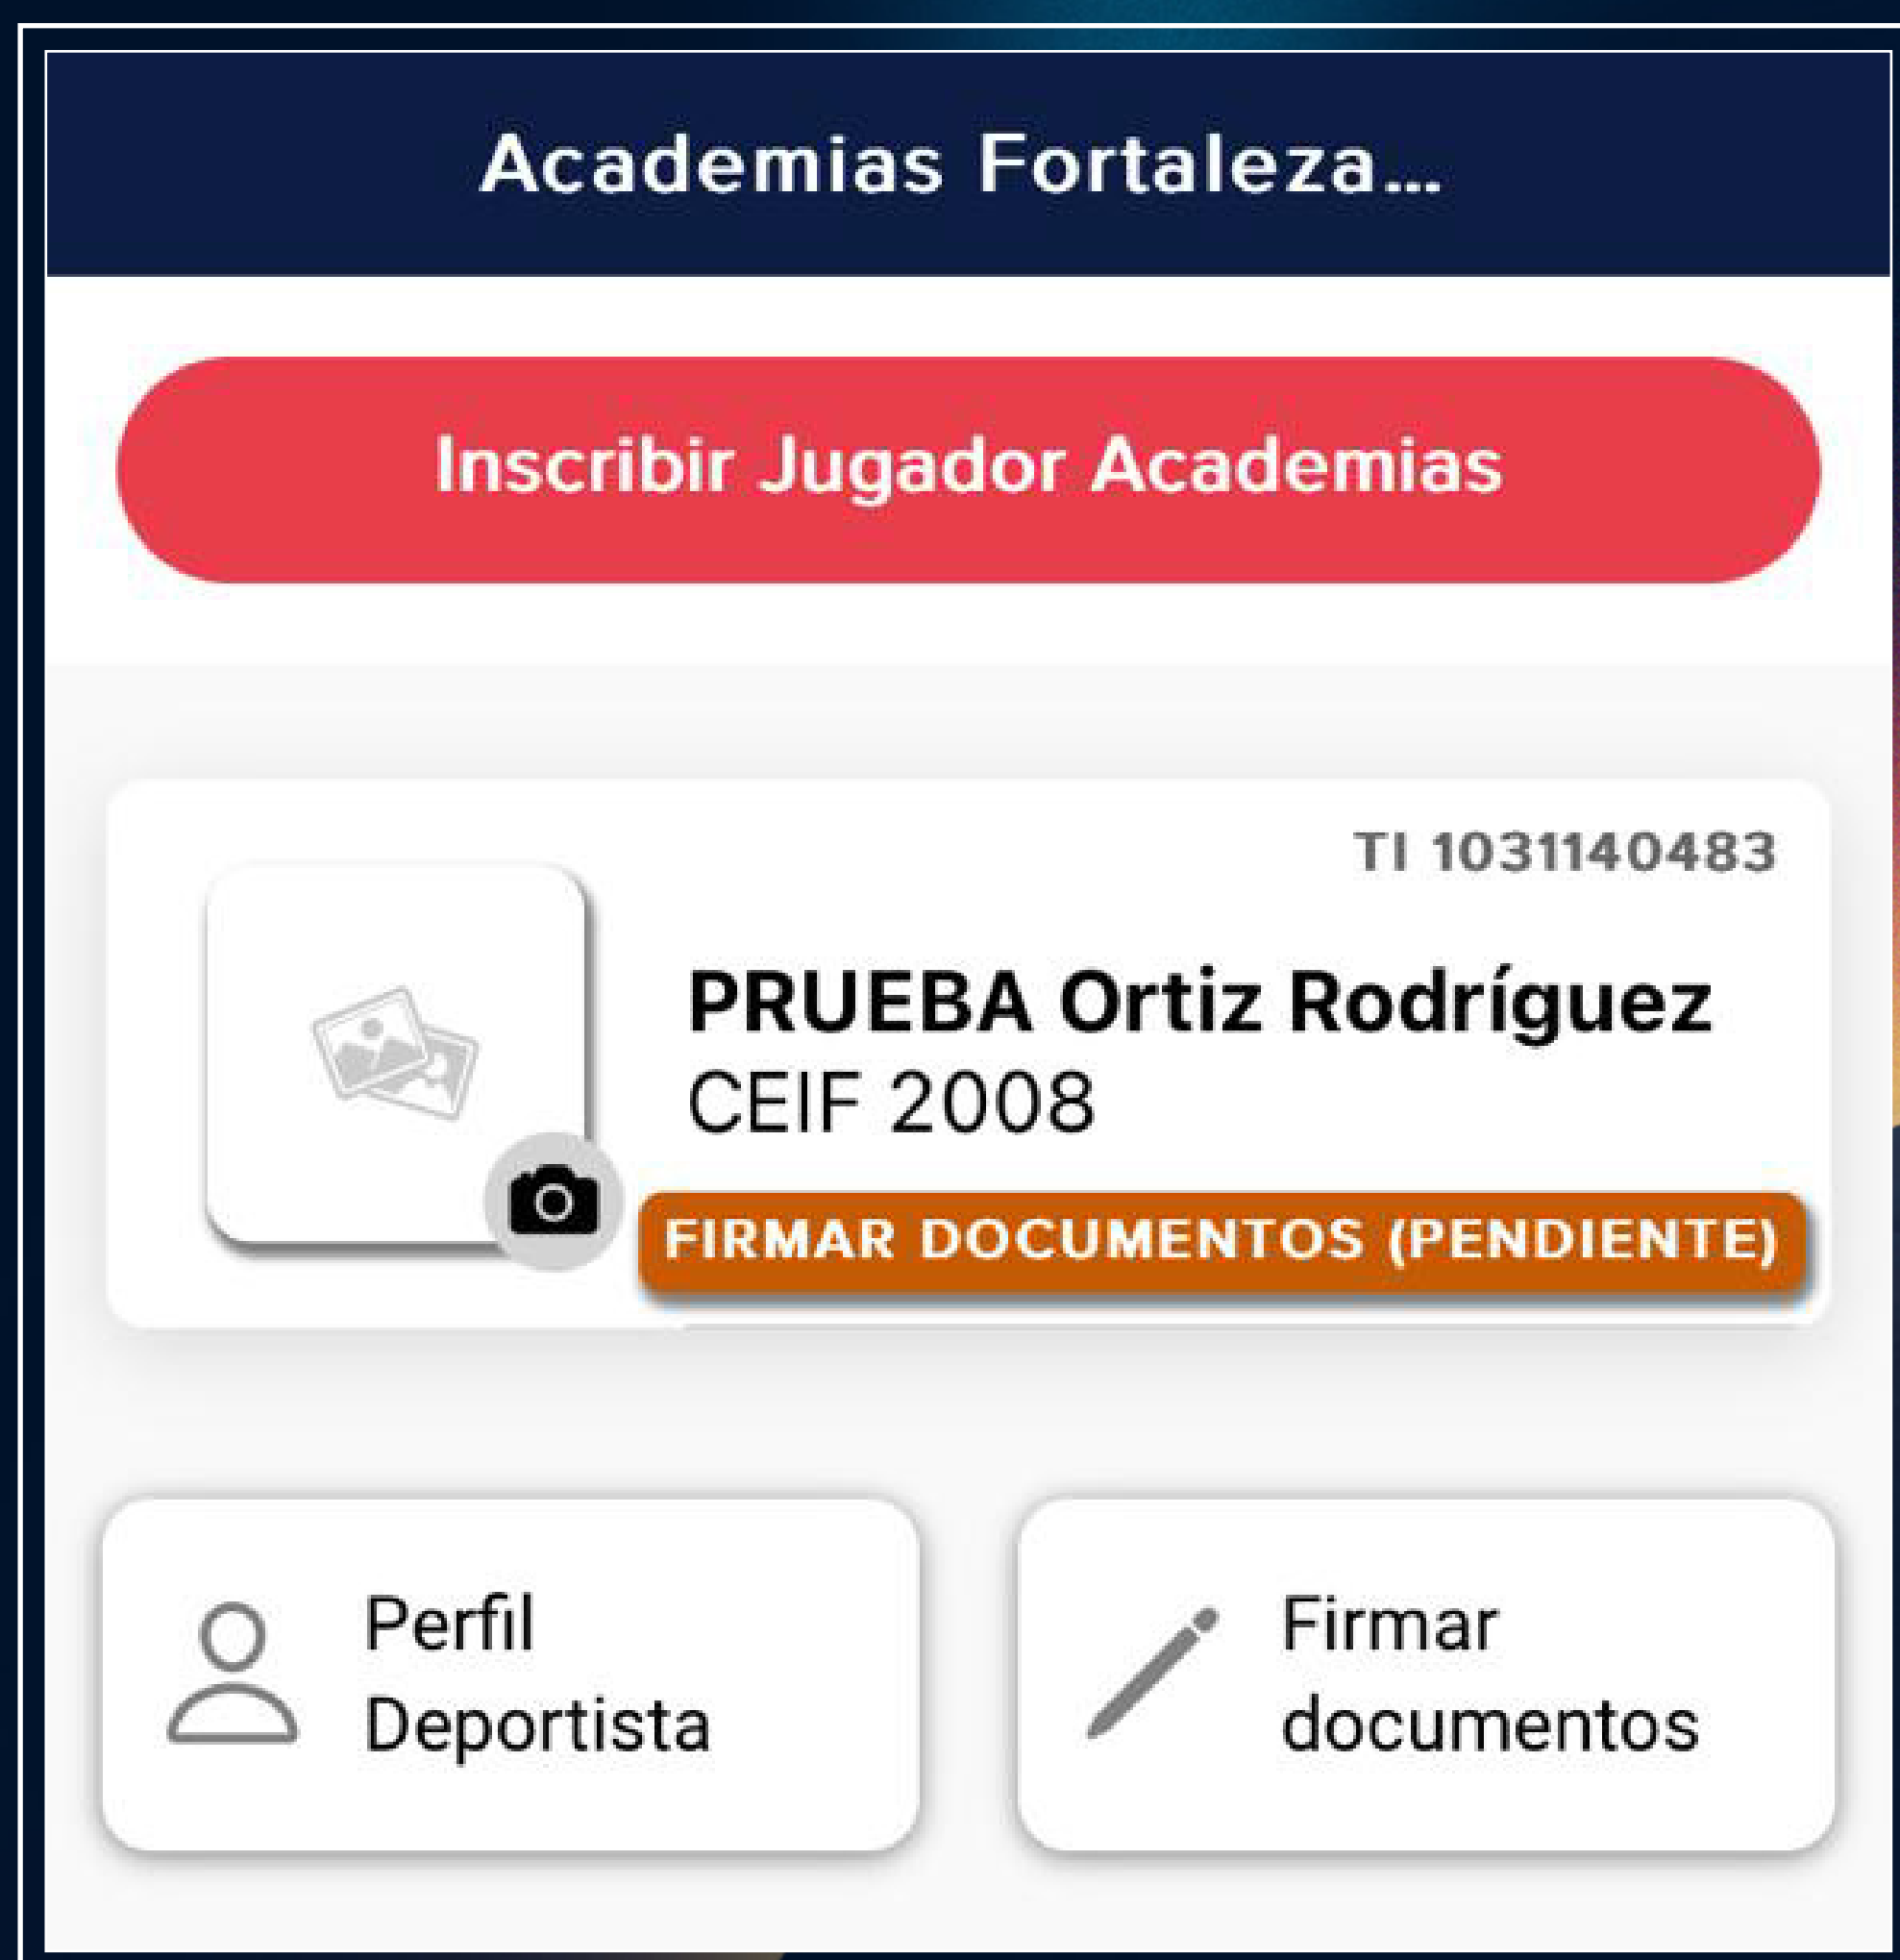 Academias Fortaleza...
Inscribir Jugador Academias
TI 1031140483
PRUEBA Ortiz Rodríguez
CEIF 2008
FIRMAR DOCUMENTOS (PENDIENTE)
Perfil
Deportista
Firmar
documentos